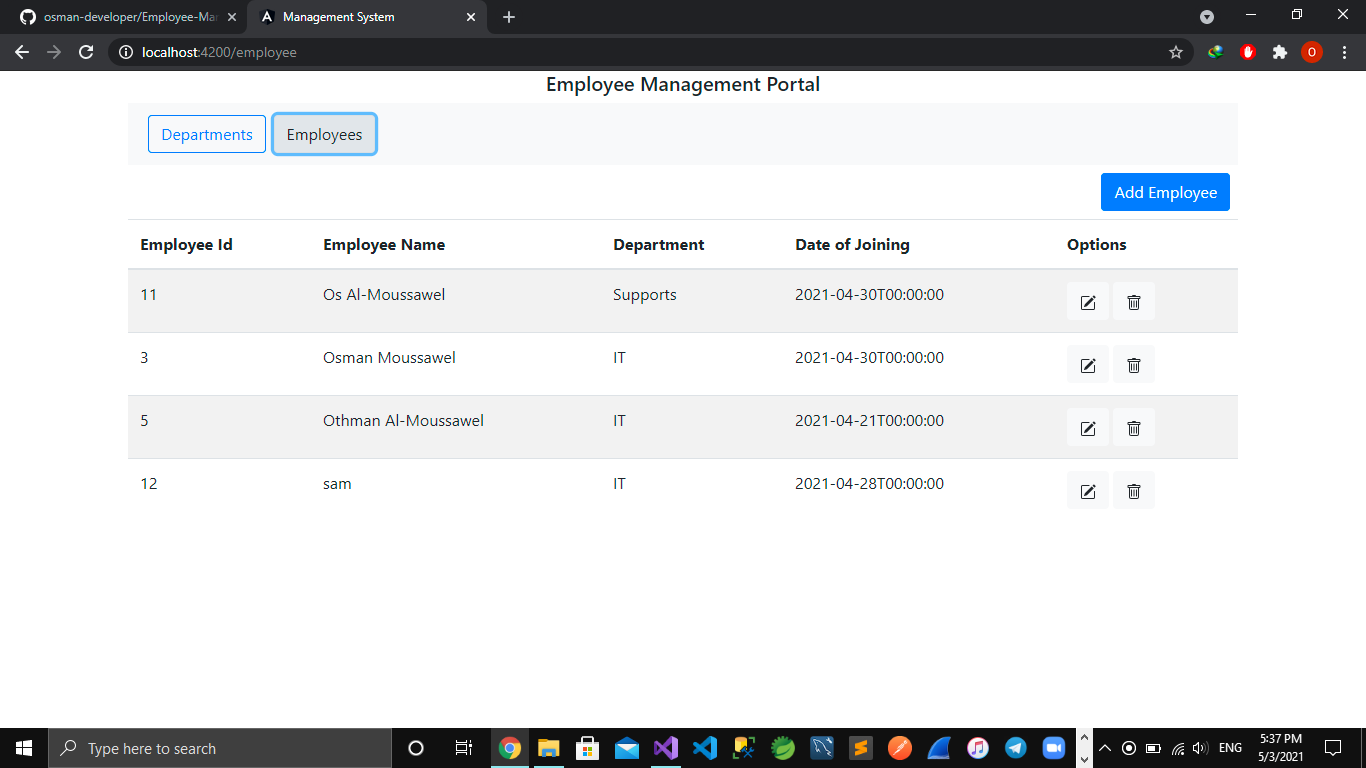 osman-developer/Employee-Mar
Management System
localhost:4200/employee
O
Employee Management Portal
Departments
Employees
Add Employee
Employee Id Employee Name Department Date of Joining Options
11 Os Al-Moussawel Supports 2021-04-30T00:00:00
3 Osman Moussawel IT 2021-04-30T00:00:00
5 Othman Al-Moussawel IT 2021-04-21T00:00:00
12 sam IT 2021-04-28T00:00:00
Type here to search
ENG
5:37 PM
5/3/2021